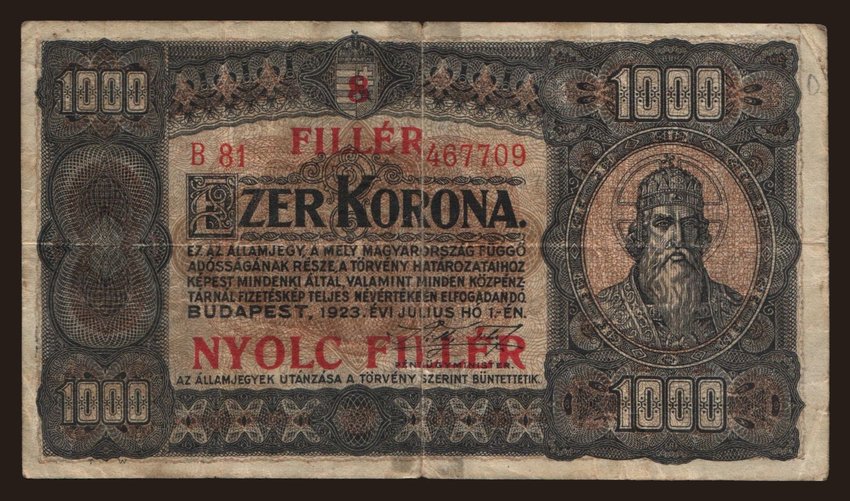 1000
8
1000
FILLÉR
B 81 467709
EZER KORONA.
EZ AZ ÁLLAMJEGY, A MELY MAGYARORSZÁG FÜGGŐ
ADÓSSÁGÁNAK RÉSZE, A TÖRVÉNY HATÁROZATAIHOZ
KÉPEST MINDENKI ÁLTAL, VALAMINT MINDEN KÖZPÉNZ-
TÁRNÁL FIZETÉSKÉP TELJES NÉVÉRTÉKÉEN ELFOGADANDÓ.
BUDAPEST, 1923. ÉVI JULIUS HÓ 1.-ÉN.
NYOLC FILLÉR
PÉNZÜGYMINISTER.
AZ ÁLLAMJEGYEK UTÁNZÁSA A TÖRVÉNY SZERINT BÜNTETTETIK.
1000
1000